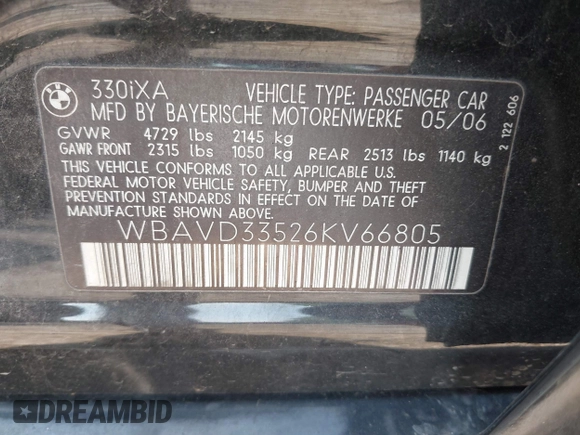 BMW
330iXA VEHICLE TYPE: PASSENGER CAR
MFD BY BAYERISCHE MOTORENWERKE 05/06
GVWR 4729 lbs 2145 kg
GAWR FRONT 2315 lbs 1050 kg REAR 2513 lbs 1140 kg
THIS VEHICLE CONFORMS TO ALL APPLICABLE U.S.
FEDERAL MOTOR VEHICLE SAFETY, BUMPER AND THEFT
PREVENTION STANDARDS IN EFFECT ON THE DATE OF
MANUFACTURE SHOWN ABOVE.
WBAVD33526KV66805
2 122 606
DREAMBID